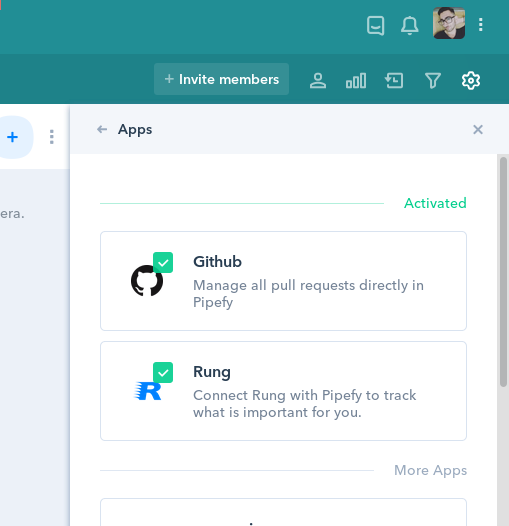 + Invite members
Apps
era.
Activated
Github
Manage all pull requests directly in
Pipefy
Rung
Connect Rung with Pipefy to track
what is important for you.
More Apps